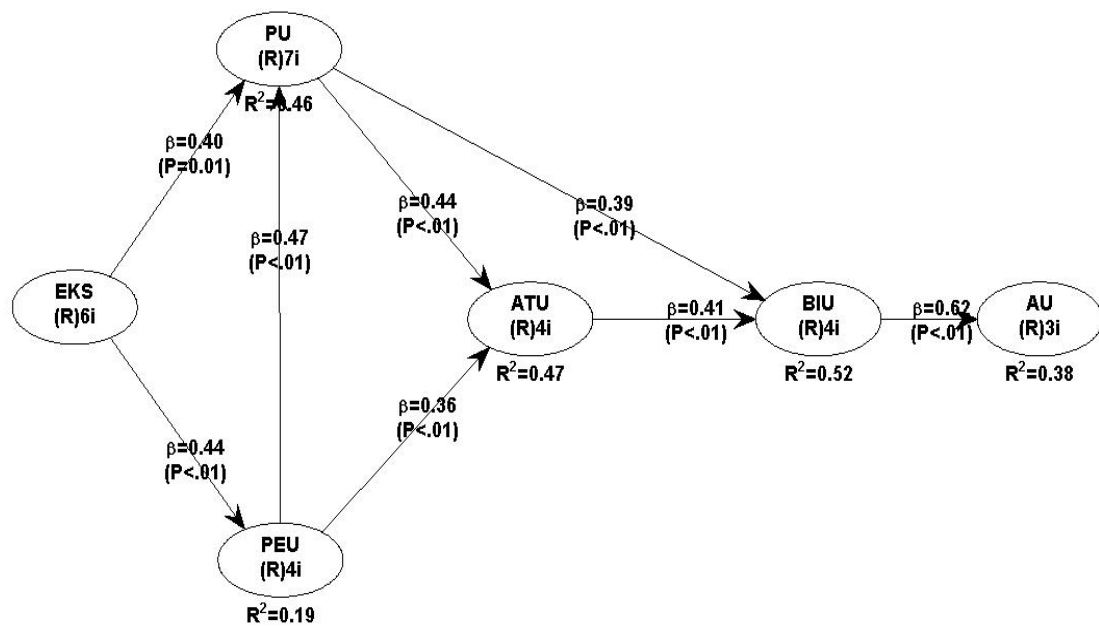 PU
(R)7i
R²=0.46
β=0.40
(P=0.01)
β=0.44
(P<.01)
β=0.39
(P<.01)
β=0.47
(P<.01)
EKS
(R)6i
ATU
(R)4i
R²=0.47
β=0.41
(P<.01)
BIU
(R)4i
R²=0.52
β=0.62
(P<.01)
AU
(R)3i
R²=0.38
β=0.36
(P<.01)
β=0.44
(P<.01)
PEU
(R)4i
R²=0.19